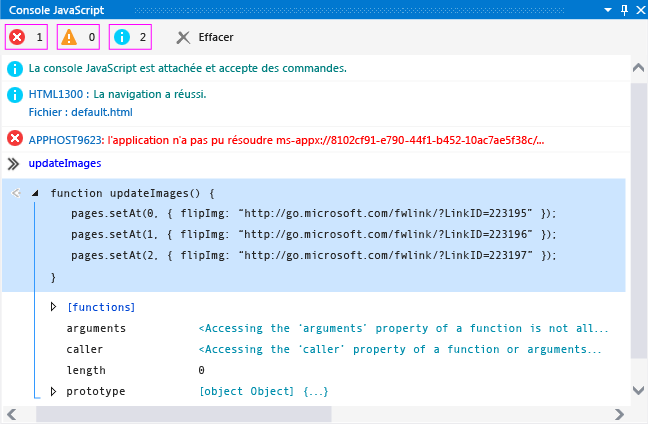 Console JavaScript
1 0 2 Effacer
La console JavaScript est attachée et accepte des commandes.
HTML1300 : La navigation a réussi.
Fichier : default.html
APPHOST9623: l'application n'a pas pu résoudre ms-appx://8102cf91-e790-44f1-b452-10ac7ae5f38c/...
updateImages
function updateImages() {
pages.setAt(0, { flipImg: "http://go.microsoft.com/fwlink/?LinkID=223195" });
pages.setAt(1, { flipImg: "http://go.microsoft.com/fwlink/?LinkID=223196" });
pages.setAt(2, { flipImg: "http://go.microsoft.com/fwlink/?LinkID=223197" });
}
[functions]
arguments <Accessing the 'arguments' property of a function is not all...
caller <Accessing the 'caller' property of a function or arguments...
length 0
prototype [object Object] {...}